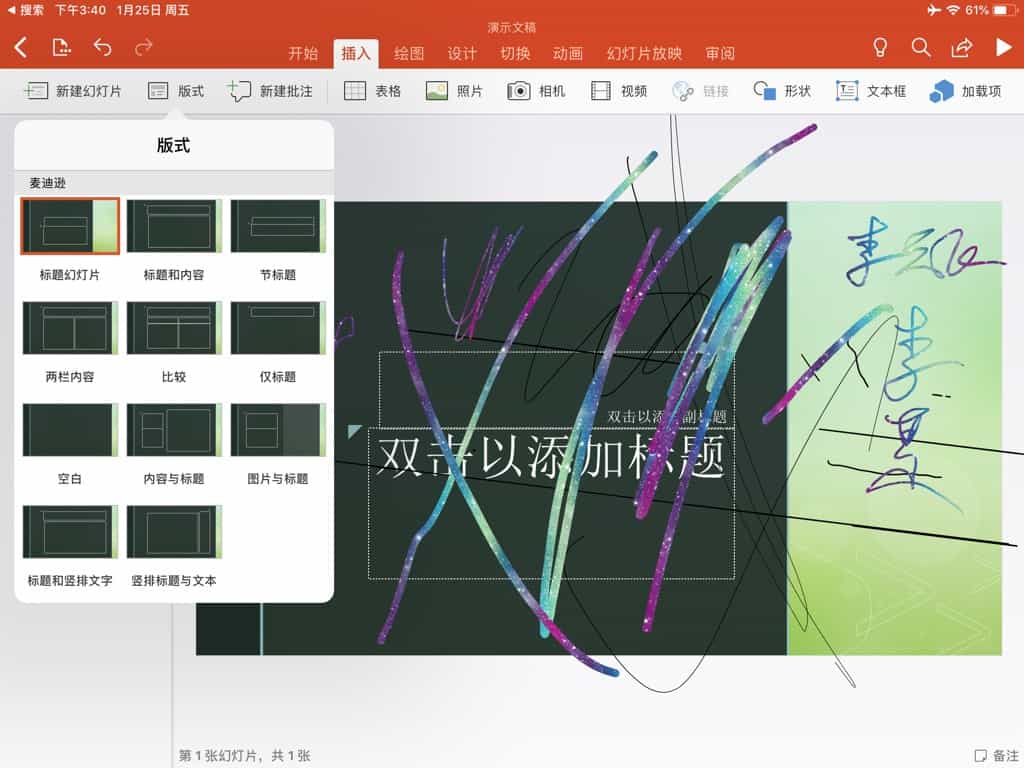 搜索 下午3:40 1月25日 周五 61%
演示文稿
开始 插入 绘图 设计 切换 动画 幻灯片放映 审阅
新建幻灯片 版式 新建批注 表格 照片 相机 视频 链接 形状 文本框 加载项
版式
麦迪逊
标题幻灯片 标题和内容 节标题
两栏内容 比较 仅标题
空白 内容与标题 图片与标题
标题和竖排文字 竖排标题与文本
双击以添加副标题
双击以添加标题
第 1 张幻灯片，共 1 张
备注